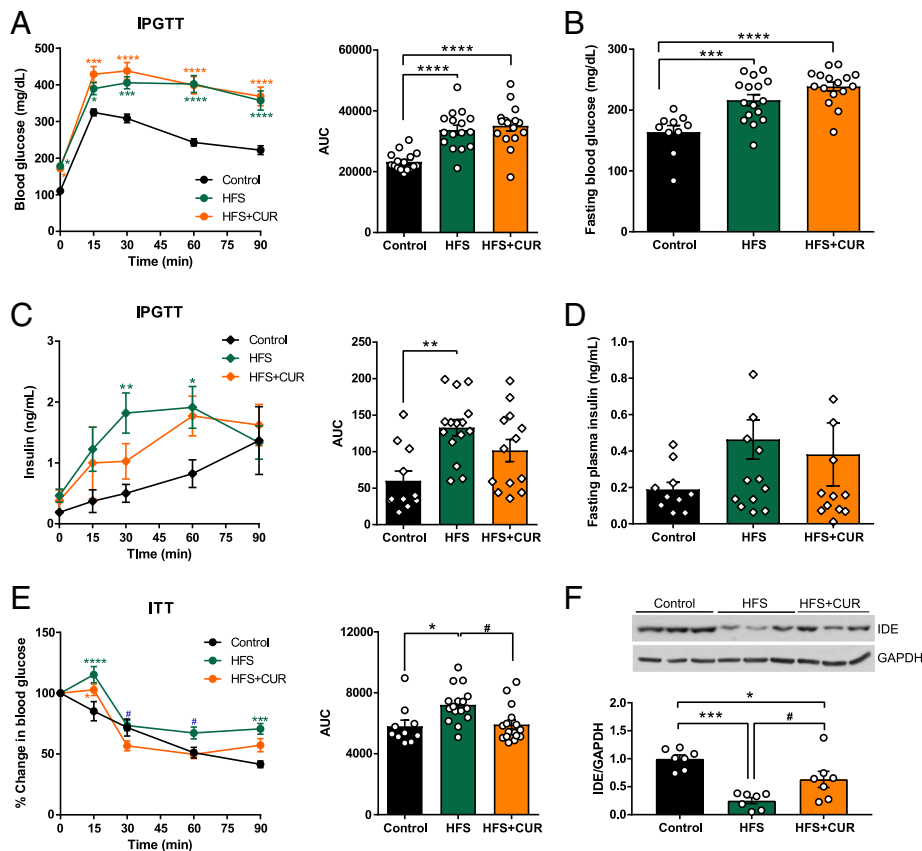 A
IPGTT
Blood glucose (mg/dL)
500
400
300
200
100
0
***
****
****
****
*
***
****
****
*
*
Control
HFS
HFS+CUR
0 15 30 45 60 75 90
Time (min)
AUC
60000
40000
20000
0
****
****
Control HFS HFS+CUR
B
Fasting blood glucose (mg/dL)
300
200
100
0
****
***
Control HFS HFS+CUR
C
IPGTT
Insulin (ng/mL)
3
2
1
0
**
*
Control
HFS
HFS+CUR
0 15 30 45 60 75 90
TIme (min)
AUC
250
200
150
100
50
0
**
Control HFS HFS+CUR
D
Fasting plasma insulin (ng/mL)
1.0
0.8
0.6
0.4
0.2
0.0
Control HFS HFS+CUR
E
ITT
% Change in blood glucose
150
100
50
0
****
*
#
#
***
Control
HFS
HFS+CUR
0 15 30 45 60 75 90
Time (min)
AUC
12000
8000
4000
0
*
#
Control HFS HFS+CUR
F
Control HFS HFS+CUR
IDE
GAPDH
IDE/GAPDH
2.0
1.5
1.0
0.5
0.0
*
***
#
Control HFS HFS+CUR